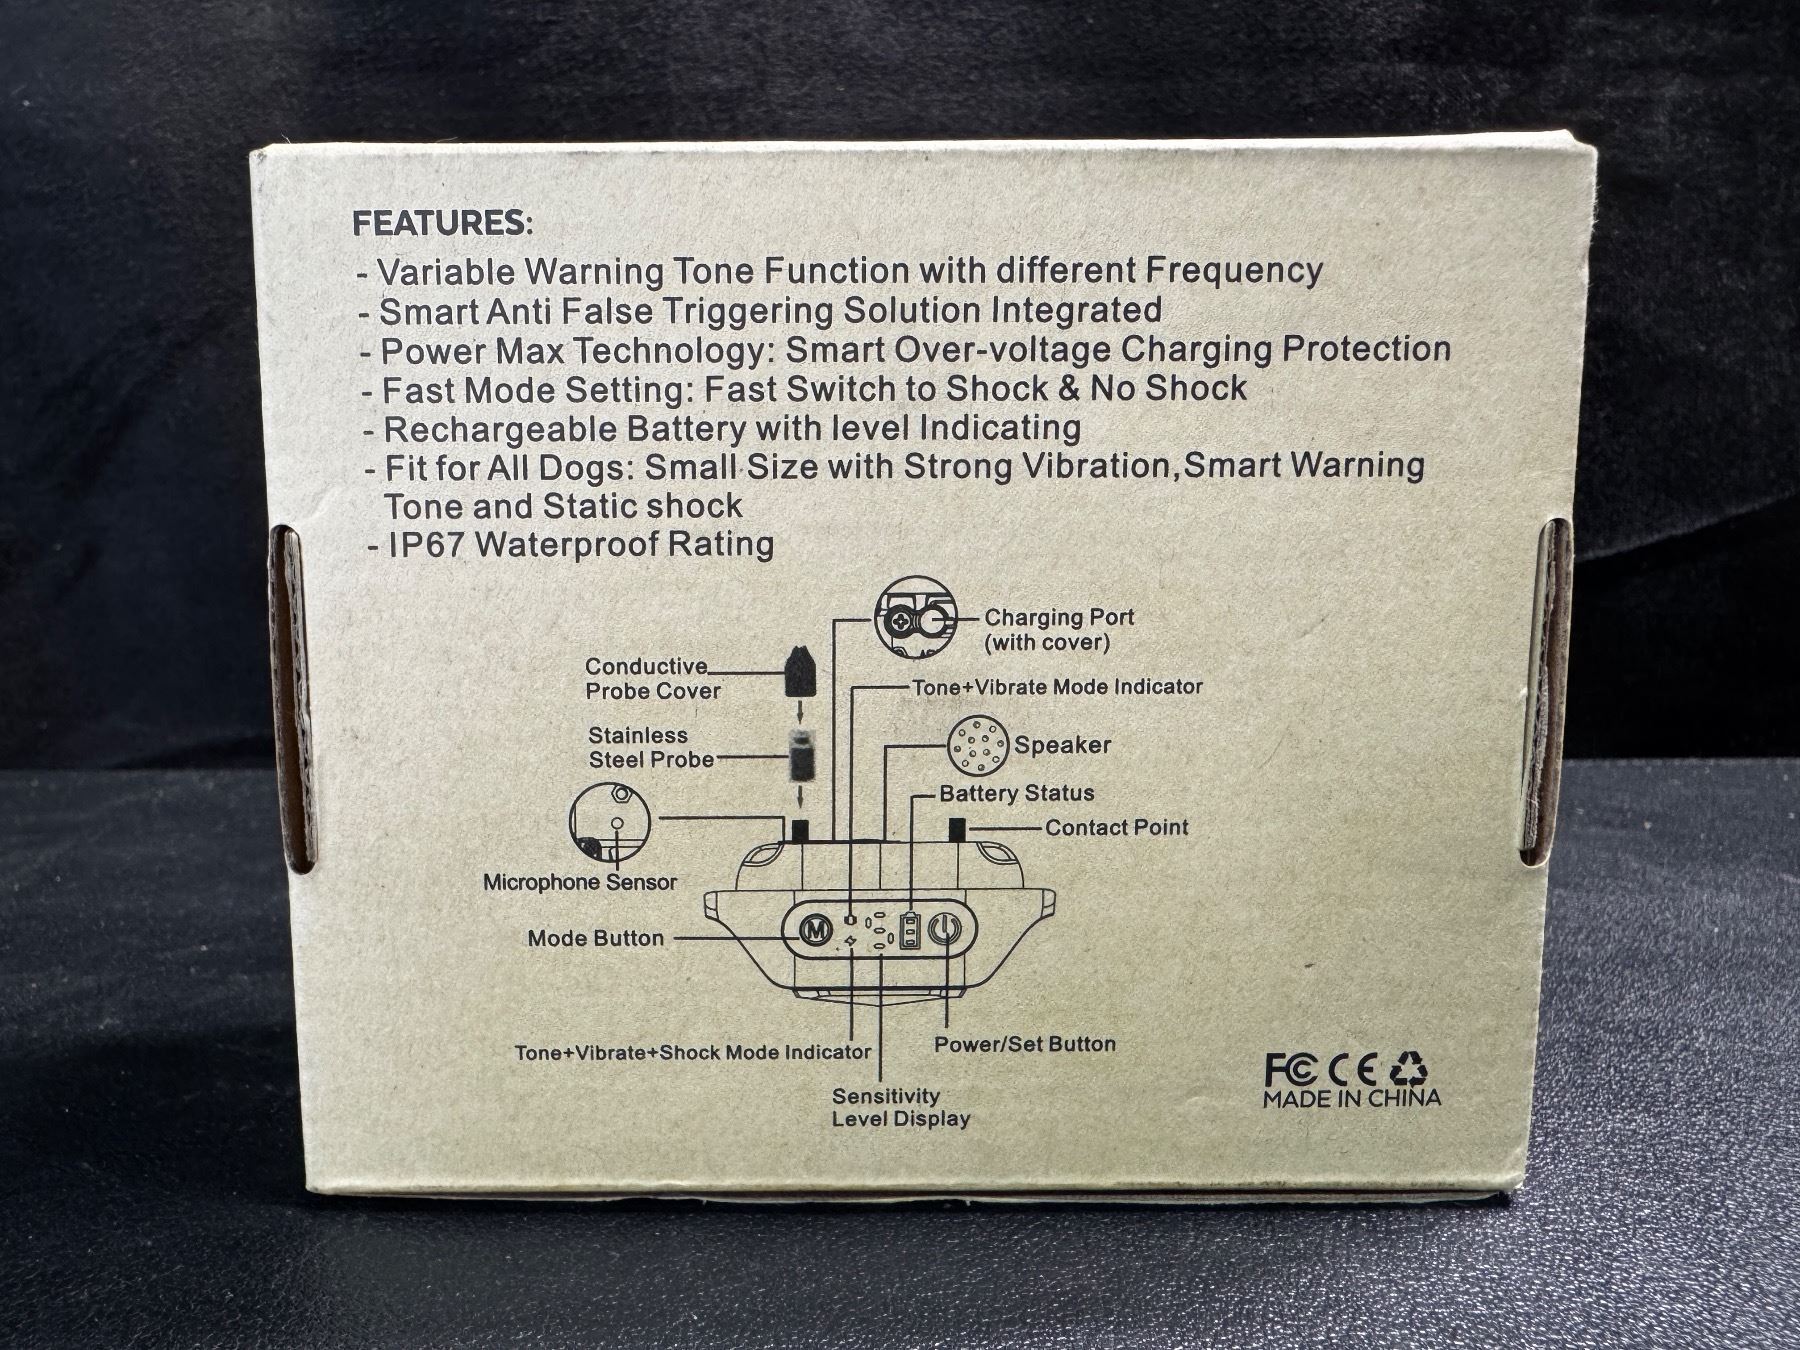 FEATURES:
- Variable Warning Tone Function with different Frequency
- Smart Anti False Triggering Solution Integrated
- Power Max Technology: Smart Over-voltage Charging Protection
- Fast Mode Setting: Fast Switch to Shock & No Shock
- Rechargeable Battery with level Indicating
- Fit for All Dogs: Small Size with Strong Vibration,Smart Warning
Tone and Static shock
- IP67 Waterproof Rating
Charging Port
(with cover)
Conductive
Probe Cover
Tone+Vibrate Mode Indicator
Stainless
Steel Probe
Speaker
Battery Status
Contact Point
Microphone Sensor
M
Mode Button
Tone+Vibrate+Shock Mode Indicator
Power/Set Button
Sensitivity
Level Display
FC CE
MADE IN CHINA